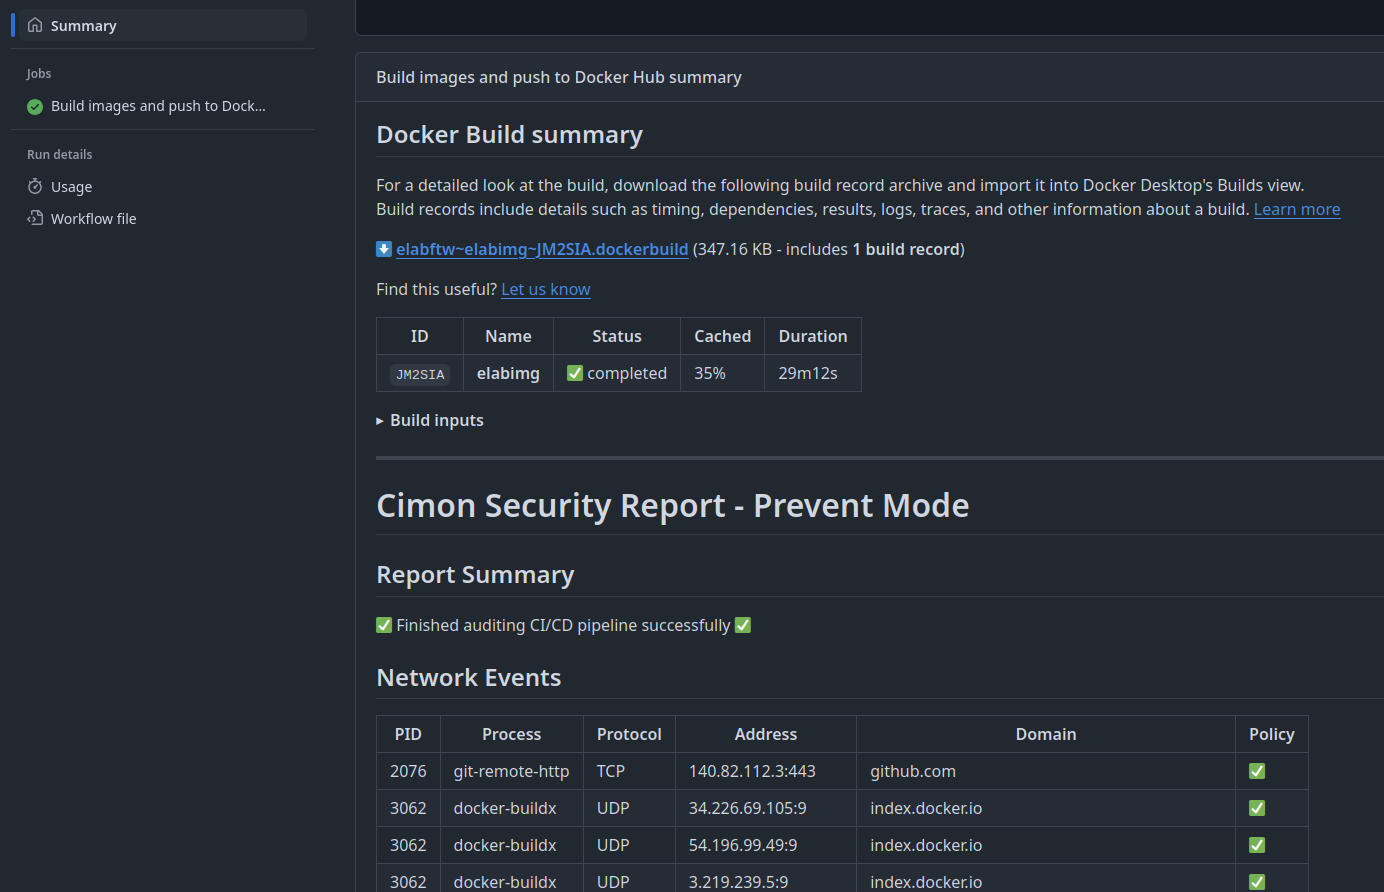 Summary
Jobs
Build images and push to Dock...
Run details
Usage
Workflow file
Build images and push to Docker Hub summary
Docker Build summary
For a detailed look at the build, download the following build record archive and import it into Docker Desktop's Builds view.
Build records include details such as timing, dependencies, results, logs, traces, and other information about a build. Learn more
elabftw~elabimg~JM2SIA.dockerbuild (347.16 KB - includes 1 build record)
Find this useful? Let us know
ID Name Status Cached Duration
JM2SIA elabimg ✅ completed 35% 29m12s
▸ Build inputs
Cimon Security Report - Prevent Mode
Report Summary
✅ Finished auditing CI/CD pipeline successfully ✅
Network Events
PID Process Protocol Address Domain Policy
2076 git-remote-http TCP 140.82.112.3:443 github.com ✅
3062 docker-buildx UDP 34.226.69.105:9 index.docker.io ✅
3062 docker-buildx UDP 54.196.99.49:9 index.docker.io ✅
3062 docker-buildx UDP 3.219.239.5:9 index.docker.io ✅